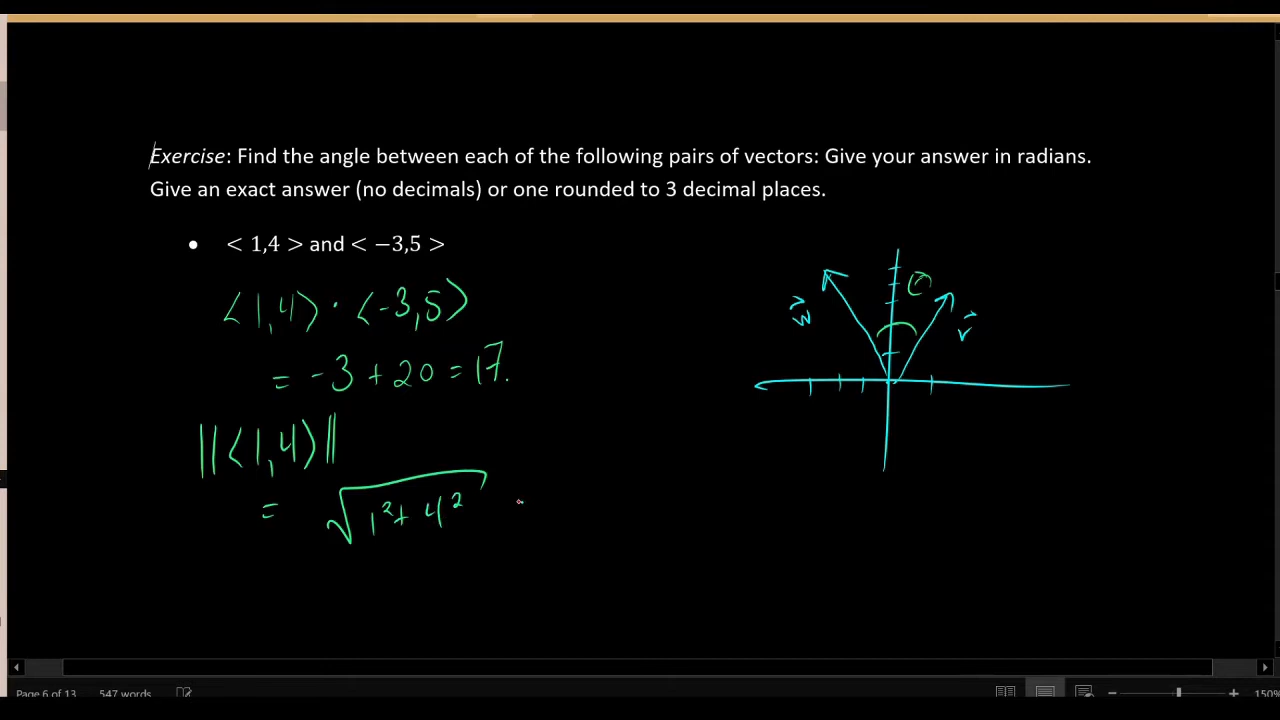 Exercise: Find the angle between each of the following pairs of vectors: Give your answer in radians.
Give an exact answer (no decimals) or one rounded to 3 decimal places.
• < 1,4 > and < −3,5 >
⟨1,4⟩ · ⟨-3,5⟩
= -3 + 20 = 17.
||⟨1,4⟩||
= √(1² + 4²)
w⃗
v⃗
Page 6 of 13
547 words
150%